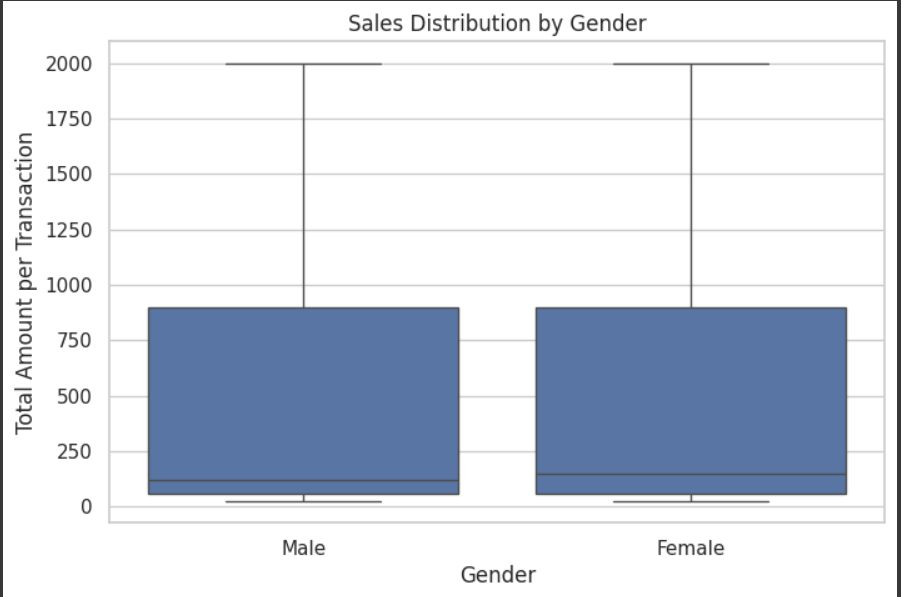 Sales Distribution by Gender
Total Amount per Transaction
2000
1750
1500
1250
1000
750
500
250
0
Male
Female
Gender